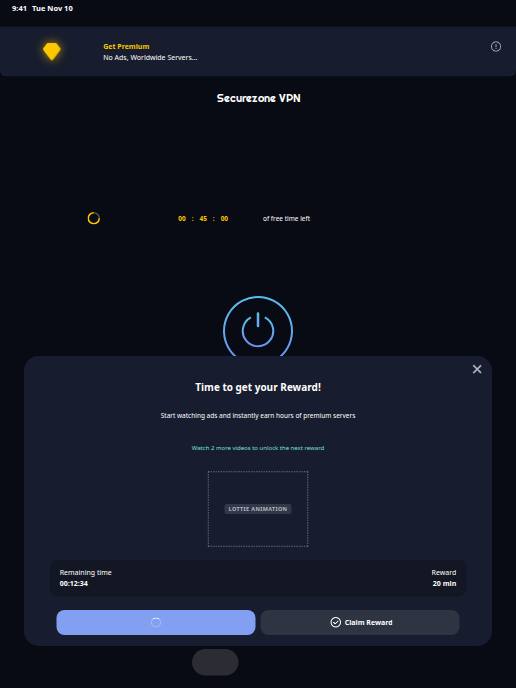 9:41 Tue Nov 10
Get Premium
No Ads, Worldwide Servers...
Securezone VPN
00 : 45 : 00 of free time left
Time to get your Reward!
Start watching ads and instantly earn hours of premium servers
Watch 2 more videos to unlock the next reward
LOTTIE ANIMATION
Remaining time
Reward
00:12:34
20 min
Claim Reward